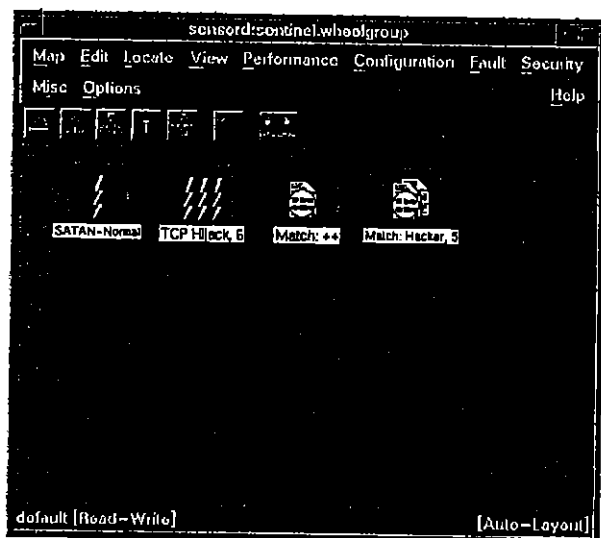 sensord:sentinel.wheelgroup
Map Edit Locate View Performance Configuration Fault Security
Misc Options Help
T
SATAN-Normal TCP Hijack, 6 Match: ++ Match: Hacker, 5
default [Read-Write] [Auto-Layout]